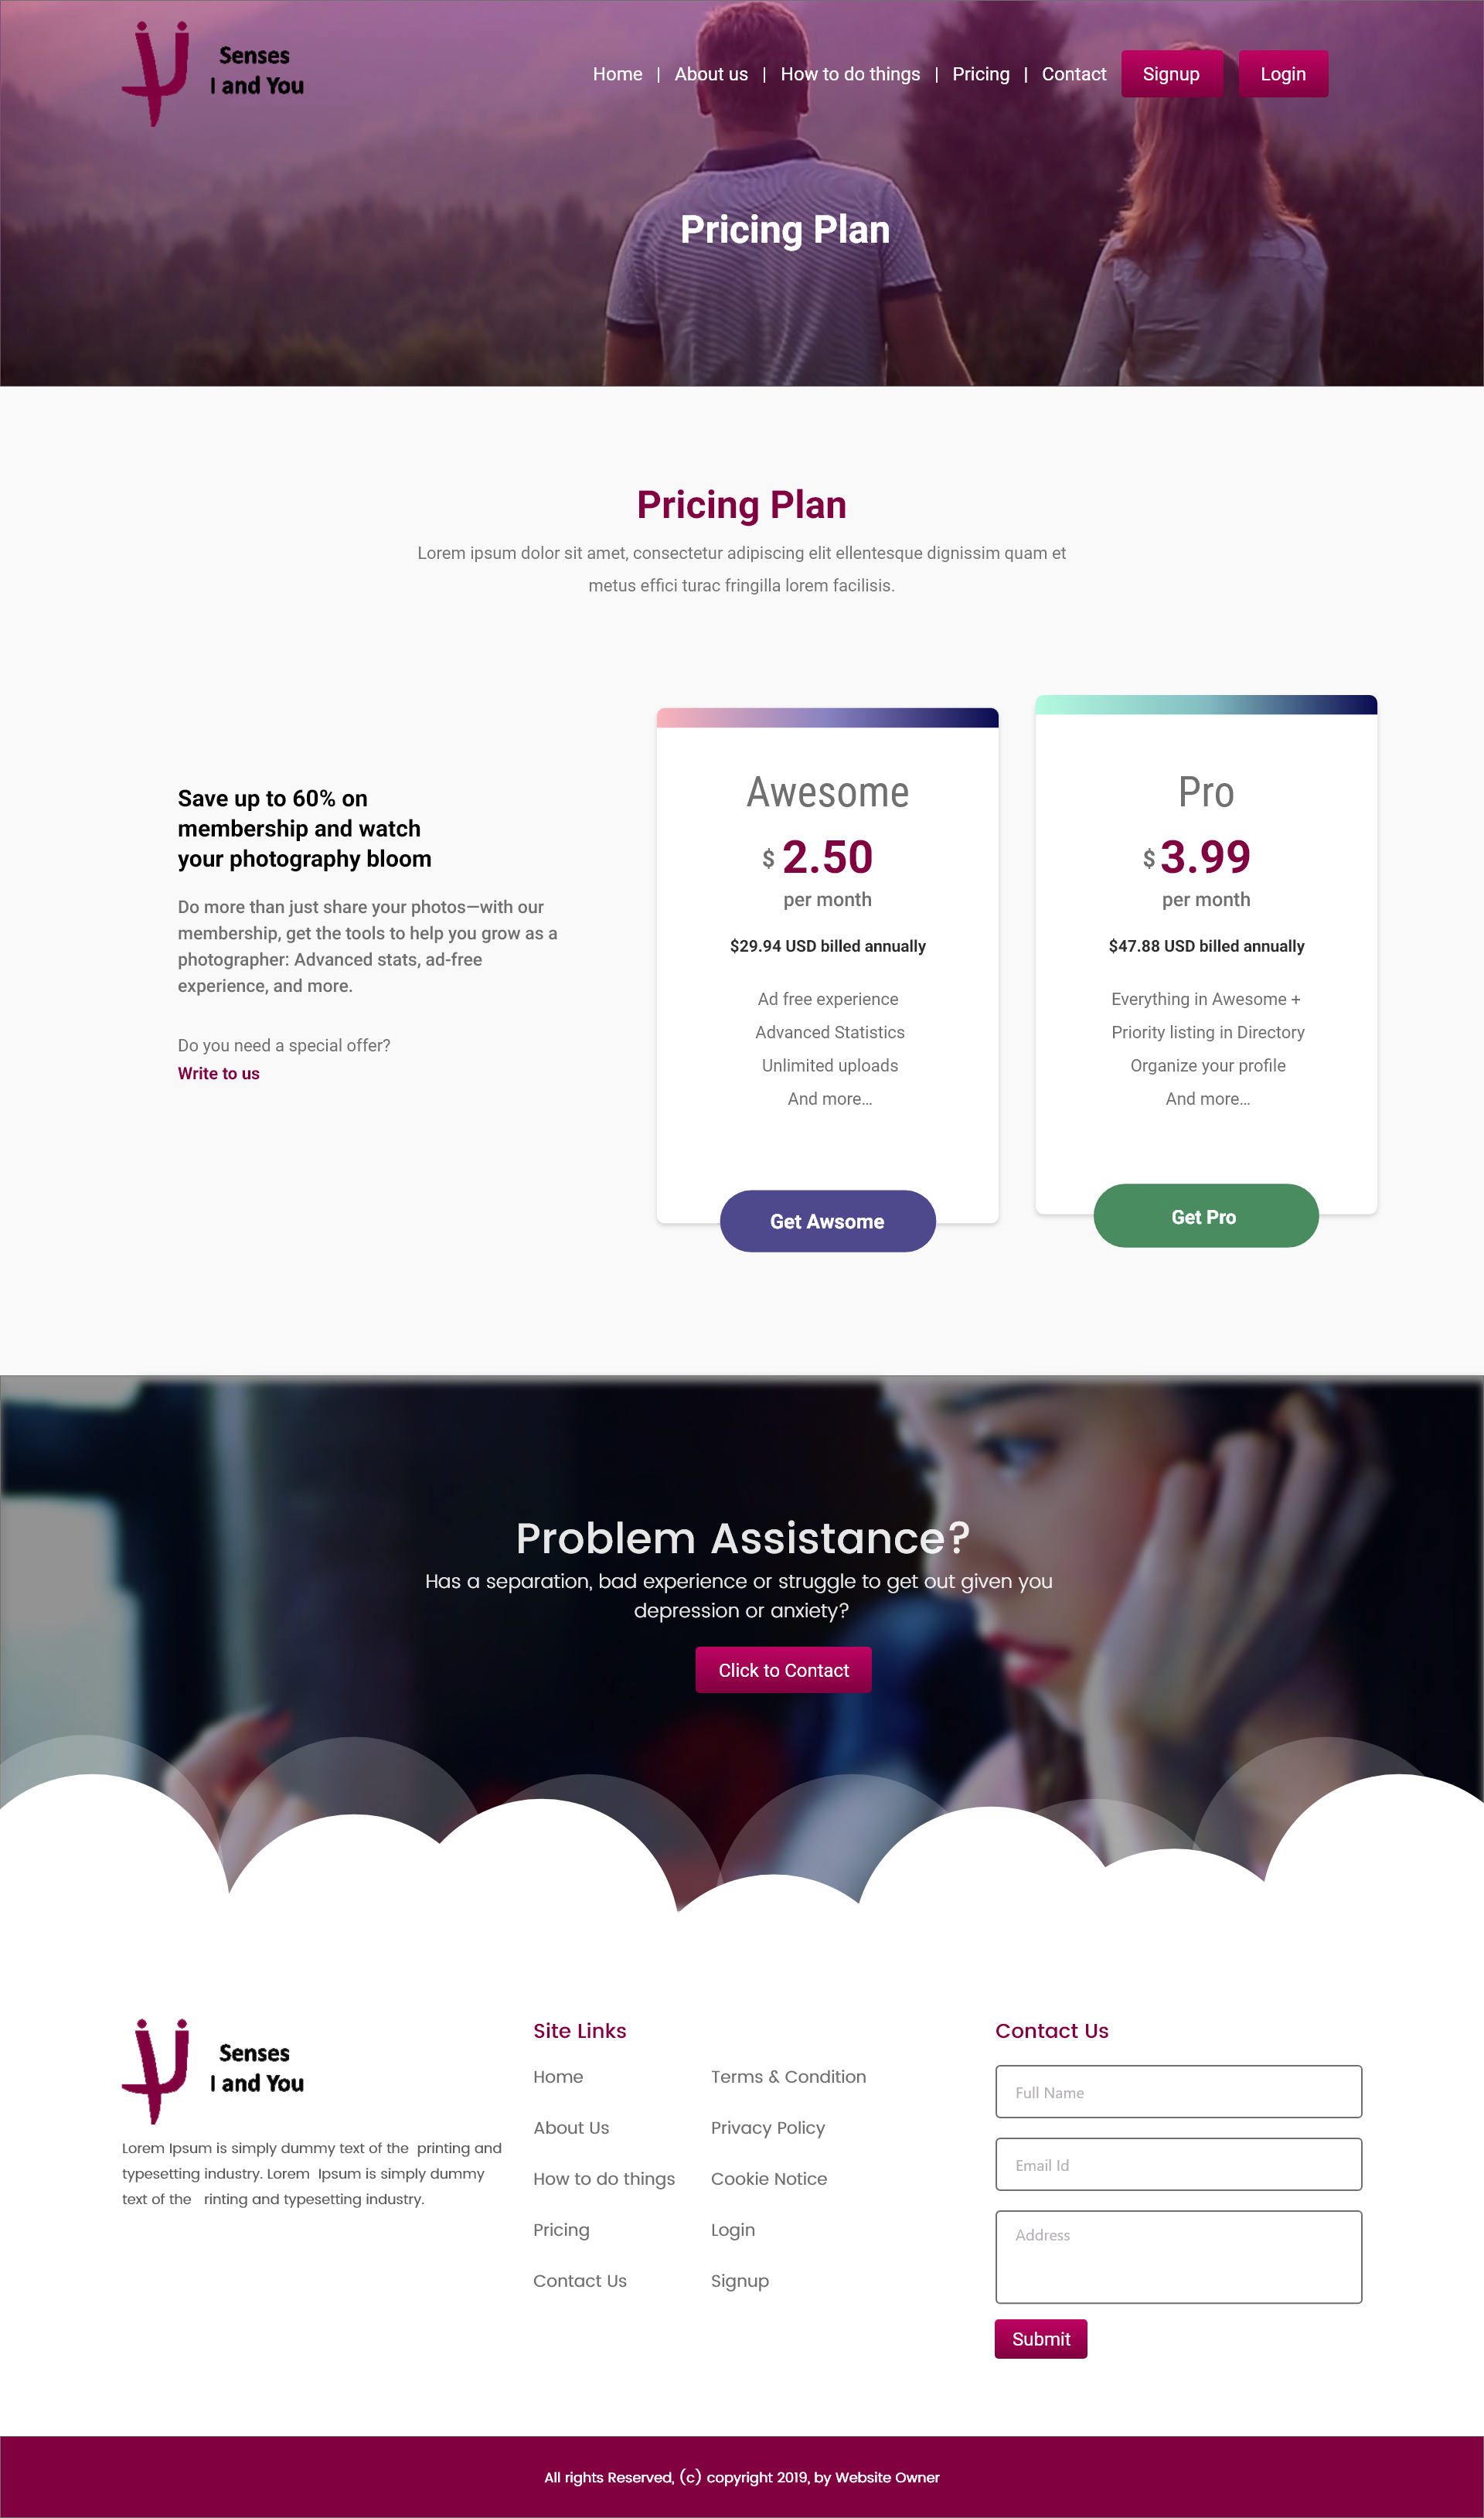 Senses
I and You
Home | About us | How to do things | Pricing | Contact
Signup
Login
Pricing Plan
Pricing Plan
Lorem ipsum dolor sit amet, consectetur adipiscing elit ellentesque dignissim quam et
metus effici turac fringilla lorem facilisis.
Save up to 60% on
membership and watch
your photography bloom
Do more than just share your photos—with our
membership, get the tools to help you grow as a
photographer: Advanced stats, ad-free
experience, and more.
Do you need a special offer?
Write to us
Awesome
$ 2.50
per month
$29.94 USD billed annually
Ad free experience
Advanced Statistics
Unlimited uploads
And more...
Get Awsome
Pro
$ 3.99
per month
$47.88 USD billed annually
Everything in Awesome +
Priority listing in Directory
Organize your profile
And more...
Get Pro
Problem Assistance?
Has a separation, bad experience or struggle to get out given you
depression or anxiety?
Click to Contact
Senses
I and You
Lorem Ipsum is simply dummy text of the printing and
typesetting industry. Lorem Ipsum is simply dummy
text of the rinting and typesetting industry.
Site Links
Home
About Us
How to do things
Pricing
Contact Us
Terms & Condition
Privacy Policy
Cookie Notice
Login
Signup
Contact Us
Full Name
Email Id
Address
Submit
All rights Reserved, (c) copyright 2019, by Website Owner